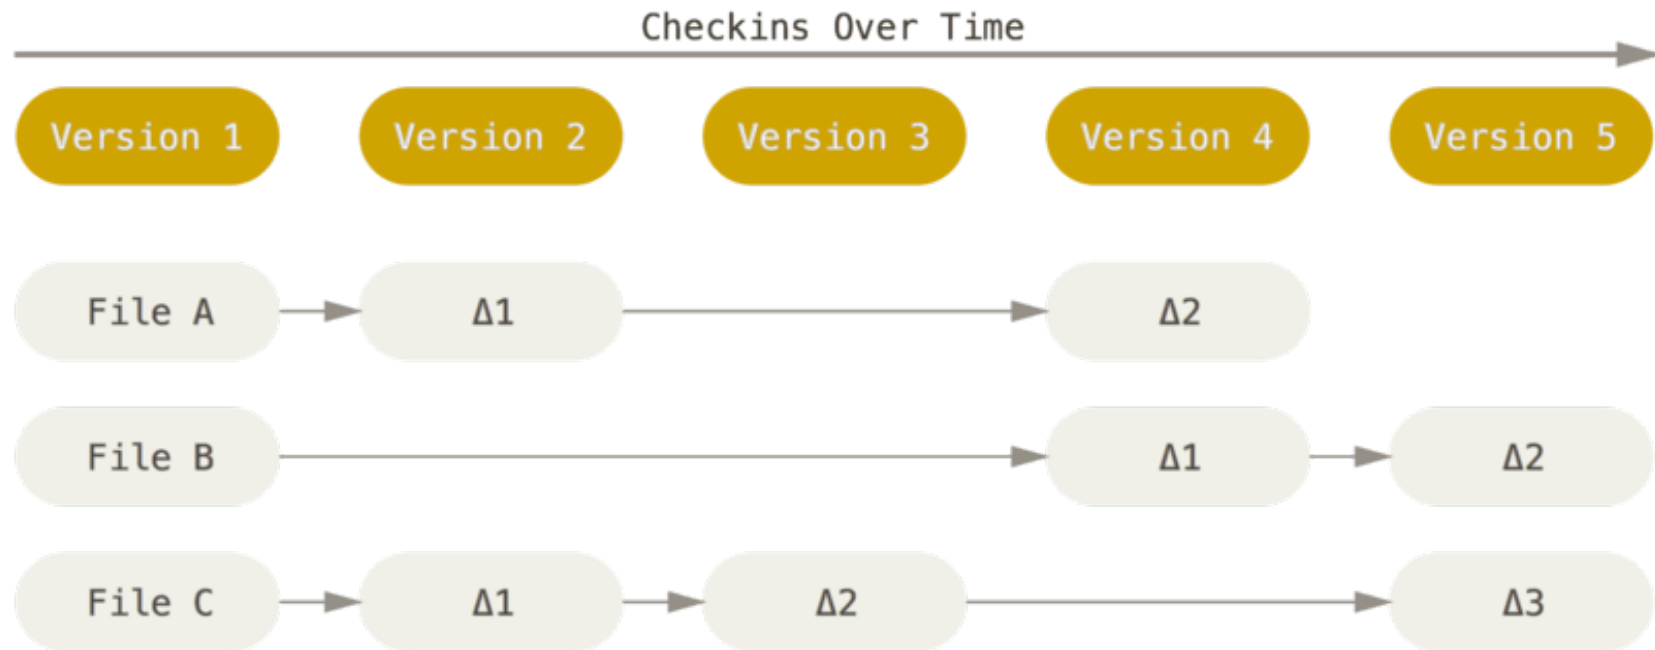 Checkins Over Time
Version 1 Version 2 Version 3 Version 4 Version 5
File A Δ1 Δ2
File B Δ1 Δ2
File C Δ1 Δ2 Δ3